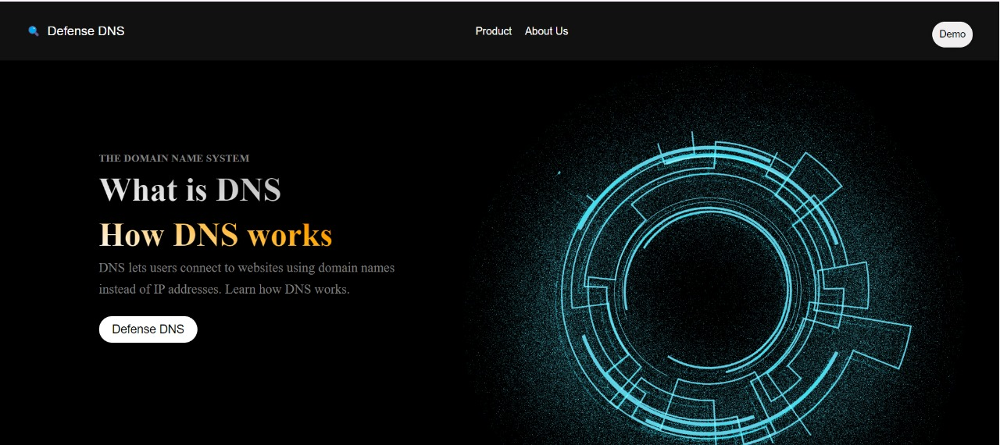 Defense DNS
Product
About Us
Demo
THE DOMAIN NAME SYSTEM
What is DNS
How DNS works
DNS lets users connect to websites using domain names
instead of IP addresses. Learn how DNS works.
Defense DNS